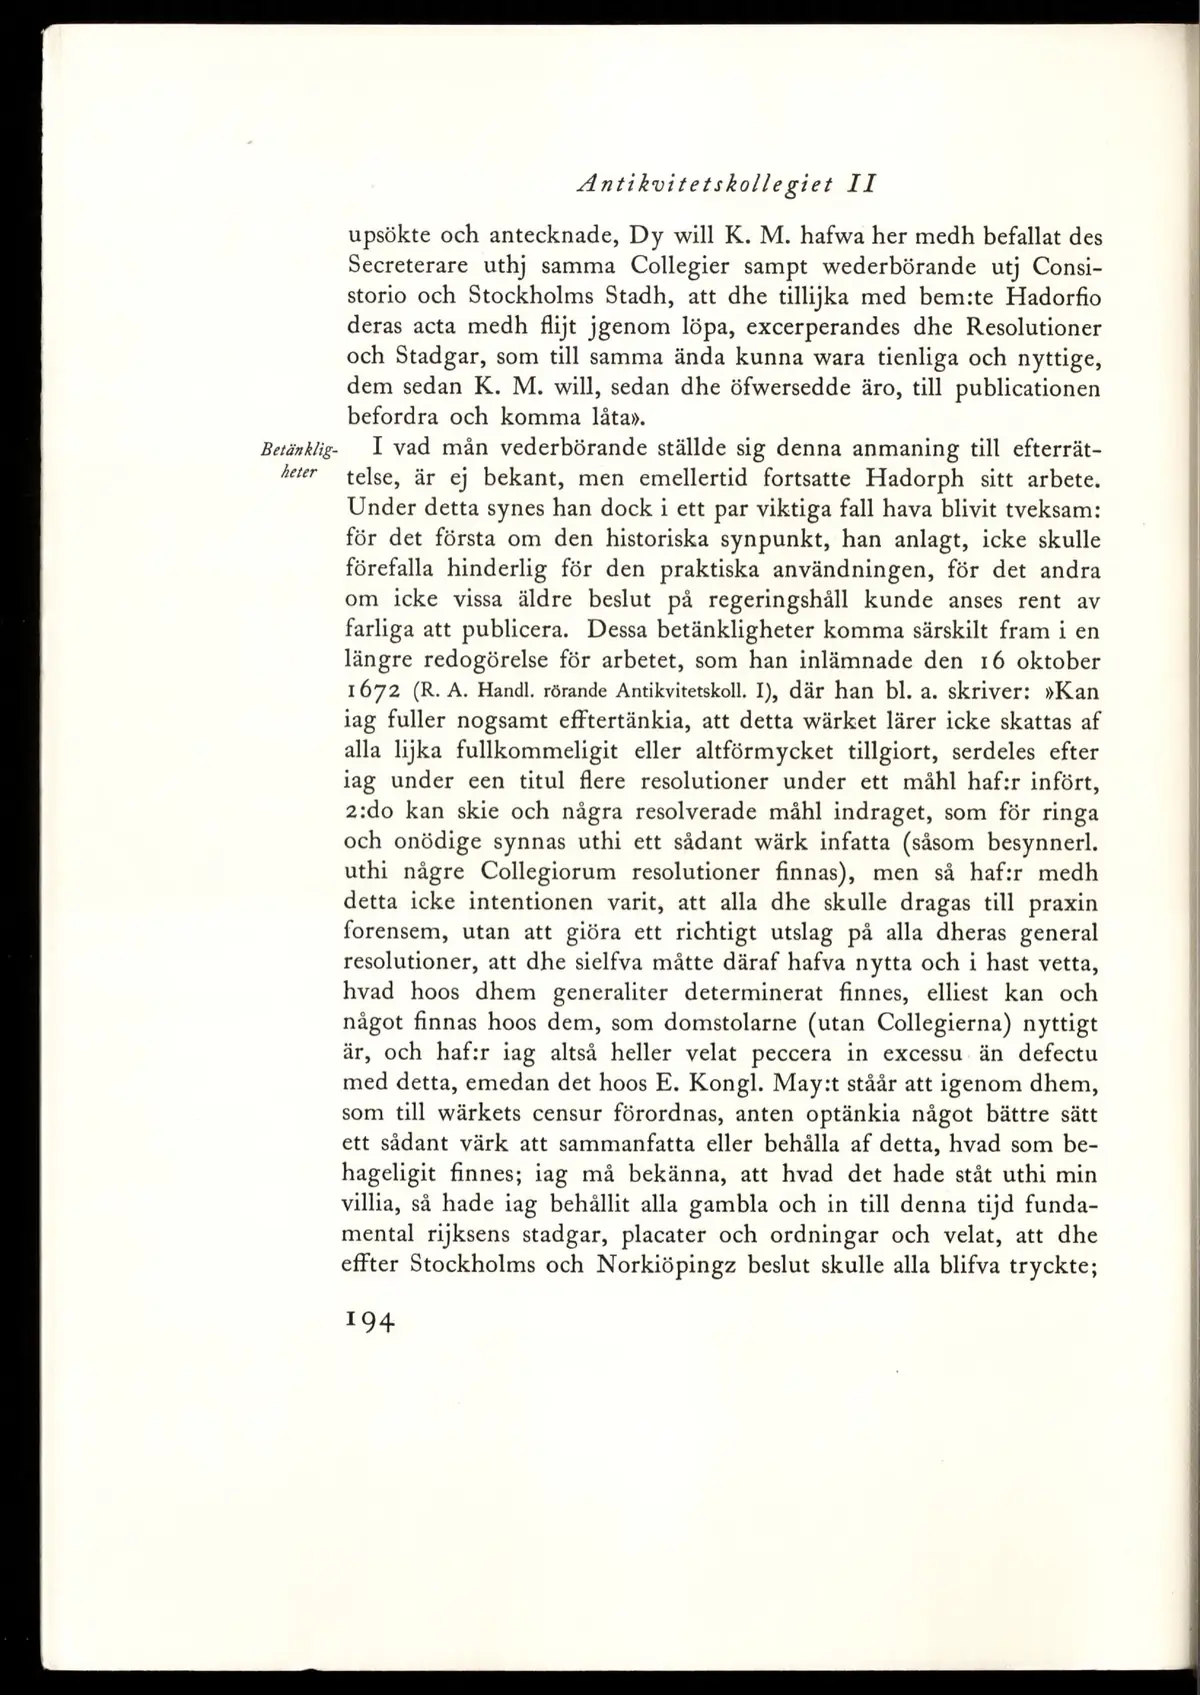 Antikvitetskollegiet II
upsökte och antecknade, Dy will K. M. hafwa her medh befallat des
Secreterare uthj samma Collegier sampt wederbörande utj Consi-
storio och Stockholms Stadh, att dhe tillijka med bem:te Hadorfio
deras acta medh flijt jgenom löpa, excerperandes dhe Resolutioner
och Stadgar, som till samma ända kunna wara tienliga och nyttige,
dem sedan K. M. will, sedan dhe öfwersedde äro, till publicationen
befordra och komma låta».
Betänklig-
heter
I vad mån vederbörande ställde sig denna anmaning till efterrät-
telse, är ej bekant, men emellertid fortsatte Hadorph sitt arbete.
Under detta synes han dock i ett par viktiga fall hava blivit tveksam:
för det första om den historiska synpunkt, han anlagt, icke skulle
förefalla hinderlig för den praktiska användningen, för det andra
om icke vissa äldre beslut på regeringshåll kunde anses rent av
farliga att publicera. Dessa betänkligheter komma särskilt fram i en
längre redogörelse för arbetet, som han inlämnade den 16 oktober
1672 (R. A. Handl. rörande Antikvitetskoll. I), där han bl. a. skriver: »Kan
iag fuller nogsamt efftertänkia, att detta wärket lärer icke skattas af
alla lijka fullkommeligit eller altförmycket tillgiort, serdeles efter
iag under een titul flere resolutioner under ett måhl haf:r infört,
2:do kan skie och några resolverade måhl indraget, som för ringa
och onödige synnas uthi ett sådant wärk infatta (såsom besynnerl.
uthi någre Collegiorum resolutioner finnas), men så haf:r medh
detta icke intentionen varit, att alla dhe skulle dragas till praxin
forensem, utan att giöra ett richtigt utslag på alla dheras general
resolutioner, att dhe sielfva måtte däraf hafva nytta och i hast vetta,
hvad hoos dhem generaliter determinerat finnes, elliest kan och
något finnas hoos dem, som domstolarne (utan Collegierna) nyttigt
är, och haf:r iag altså heller velat peccera in excessu än defectu
med detta, emedan det hoos E. Kongl. May:t ståår att igenom dhem,
som till wärkets censur förordnas, anten optänkia något bättre sätt
ett sådant värk att sammanfatta eller behålla af detta, hvad som be-
hageligit finnes; iag må bekänna, att hvad det hade ståt uthi min
villia, så hade iag behållit alla gambla och in till denna tijd funda-
mental rijksens stadgar, placater och ordningar och velat, att dhe
effter Stockholms och Norkiöpingz beslut skulle alla blifva tryckte;
194